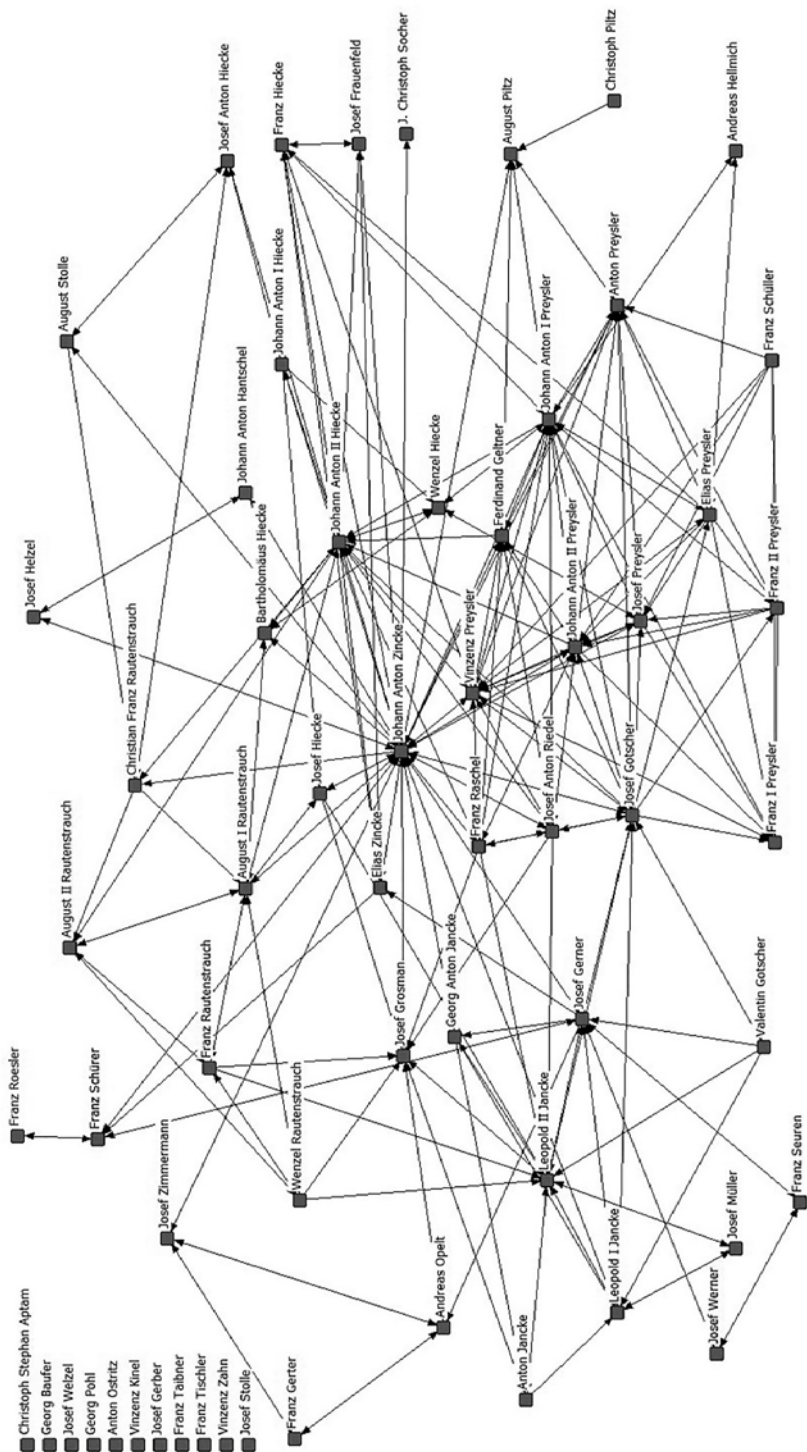 Christoph Stephan Aptam
Georg Baufer
Josef Welzel
Georg Pohl
Anton Ostritz
Vinzenz Kinel
Josef Gerber
Franz Taibner
Franz Tischler
Vinzenz Zahn
Josef Stolle
Franz Roesler
Josef Helzel
August II Rautenstrauch
August Stolle
Franz Schürer
Christian Franz Rautenstrauch
Josef Zimmermann
Franz Rautenstrauch
Josef Anton Hiecke
August I Rautenstrauch
Johann Anton Hantschel
Bartholomäus Hiecke
Johann Anton I Hiecke
Franz Hiecke
Franz Gerter
Wenzel Rautenstrauch
Josef Hiecke
Johann Anton II Hiecke
Josef Frauenfeld
Elias Zincke
Johann Anton Zincke
Josef Grosman
J. Christoph Socher
Wenzel Hiecke
Andreas Opelt
Georg Anton Jancke
Vinzenz Preysler
Franz Raschel
Ferdinand Geltner
August Piltz
Anton Jancke
Leopold II Jancke
Johann Anton I Preysler
Josef Anton Riedel
Johann Anton II Preysler
Josef Gerner
Christoph Piltz
Leopold I Jancke
Anton Preysler
Josef Gotscher
Josef Preysler
Elias Preysler
Josef Werner
Josef Müller
Andreas Hellmich
Valentin Gotscher
Franz Schüller
Franz I Preysler
Franz II Preysler
Franz Seuren